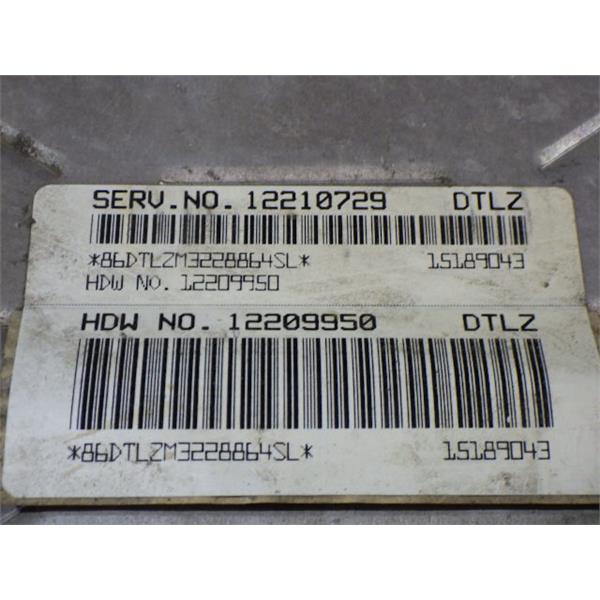 SERV.NO. 12210729 DTLZ
*86DTLZM3228864SL* 15189043
HDW NO. 12209950
HDW NO. 12209950 DTLZ
*86DTLZM3228864SL* 15189043